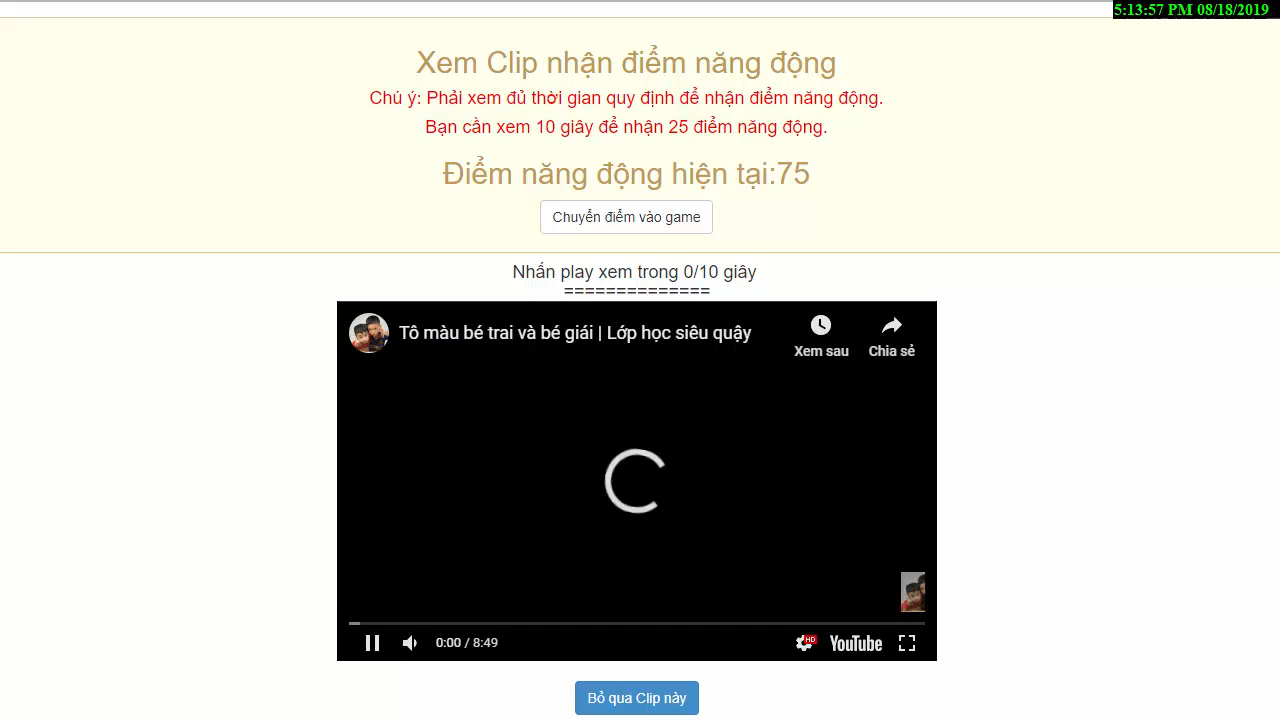 5:13:57 PM 08/18/2019
Xem Clip nhận điểm năng động
Chú ý: Phải xem đủ thời gian quy định để nhận điểm năng động.
Bạn cần xem 10 giây để nhận 25 điểm năng động.
Điểm năng động hiện tại:75
Chuyển điểm vào game
Nhấn play xem trong 0/10 giây
==============
Tô màu bé trai và bé giái | Lớp học siêu quậy
Xem sau
Chia sẻ
0:00 / 8:49
HD
YouTube
Bỏ qua Clip này